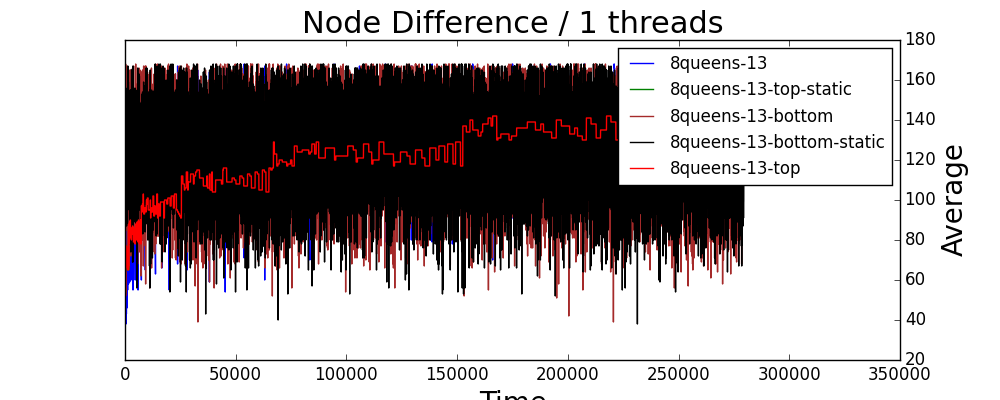 Node Difference / 1 threads
8queens-13
8queens-13-top-static
8queens-13-bottom
8queens-13-bottom-static
8queens-13-top
180
160
140
120
100
80
60
40
20
Average
0 50000 100000 150000 200000 250000 300000 350000
Time